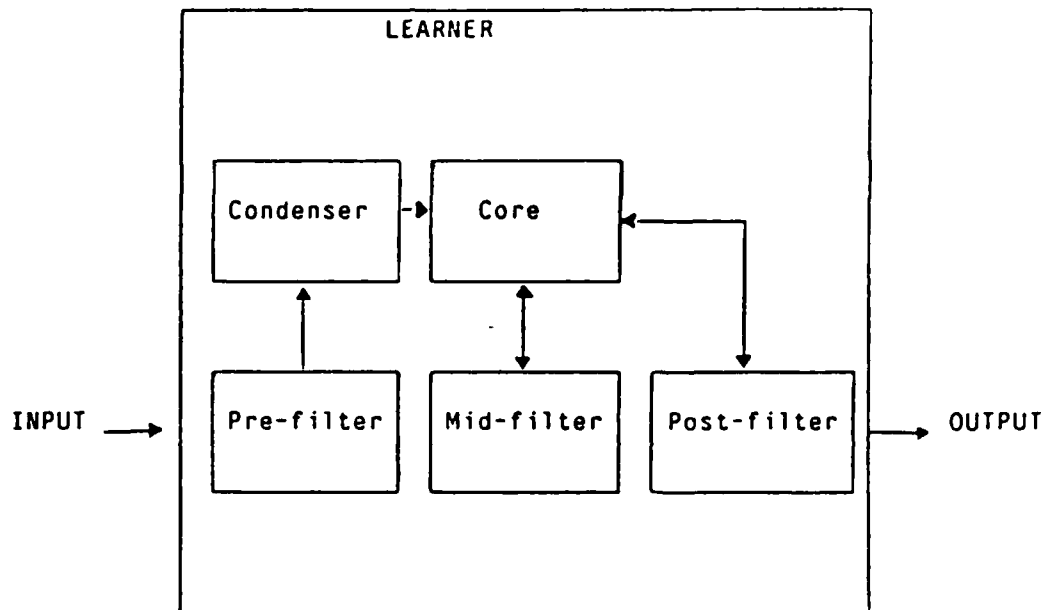 LEARNER
Condenser
Core
INPUT
Pre-filter
Mid-filter
Post-filter
OUTPUT